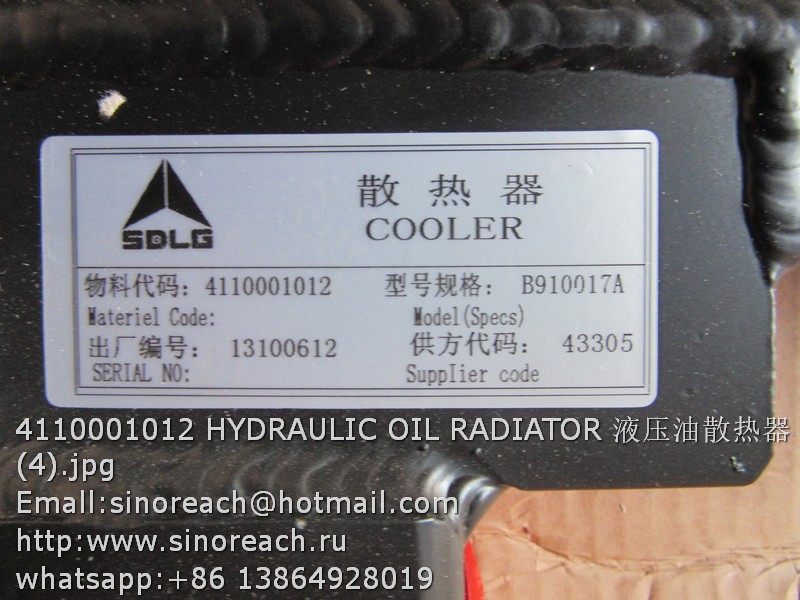 SDLG
散热器
COOLER
物料代码：4110001012 型号规格： B910017A
Materiel Code: Model(Specs)
出厂编号： 13100612 供方代码： 43305
SERIAL NO: Supplier code
4110001012 HYDRAULIC OIL RADIATOR 液压油散热器
(4).jpg
Emall:sinoreach@hotmail.com
http:www.sinoreach.ru
whatsapp:+86 13864928019